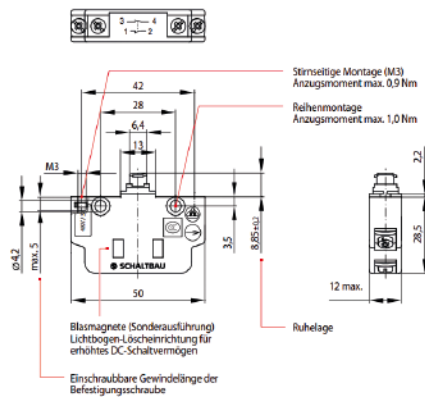 3 4
1 2
Stirnseitige Montage (M3)
Anzugsmoment max. 0,9 Nm
42
28
Reihenmontage
Anzugsmoment max. 1,0 Nm
6,4
13
M3
2,2
Ø4,2
max. 5
3,5
8,85±0,2
28,5
SCHALTBAU
50
12 max.
Blasmagnete (Sonderausführung)
Lichtbogen-Löscheinrichtung für
erhöhtes DC-Schaltvermögen
Ruhelage
Einschraubbare Gewindelänge der
Befestigungsschraube